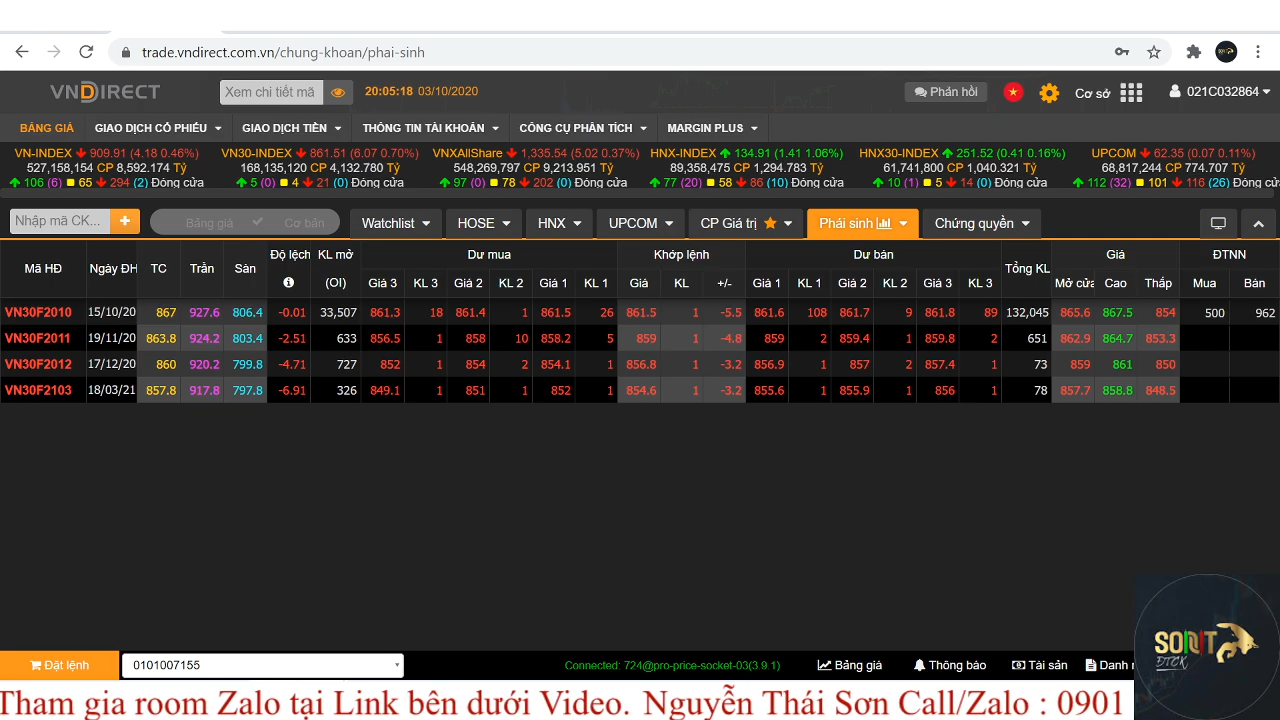 trade.vndirect.com.vn/chung-khoan/phai-sinh
VNDIRECT Xem chi tiết mã 20:05:18 03/10/2020 Phản hồi Cơ sở 021C032864
BẢNG GIÁ GIAO DỊCH CỔ PHIẾU GIAO DỊCH TIỀN THÔNG TIN TÀI KHOẢN CÔNG CỤ PHÂN TÍCH MARGIN PLUS
VN-INDEX 909.91 (4.18 0.46%) VN30-INDEX 861.51 (6.07 0.70%) VNXAllShare 1,335.54 (5.02 0.37%) HNX-INDEX 134.91 (1.41 1.06%) HNX30-INDEX 251.52 (0.41 0.16%) UPCOM 62.35 (0.07 0.11%)
527,158,154 CP 8,592.174 Tỷ 168,135,120 CP 4,132.780 Tỷ 548,269,797 CP 9,213.951 Tỷ 89,358,475 CP 1,294.783 Tỷ 61,741,800 CP 1,040.321 Tỷ 68,817,244 CP 774.707 Tỷ
106 (6) 65 294 (2) Đóng cửa 5 (0) 4 21 (0) Đóng cửa 97 (0) 78 202 (0) Đóng cửa 77 (20) 58 86 (10) Đóng cửa 10 (1) 5 14 (0) Đóng cửa 112 (32) 101 116 (26) Đóng cử
Nhập mã CK... + Bảng giá Cơ bản Watchlist HOSE HNX UPCOM CP Giá trị Phái sinh Chứng quyền
Mã HĐ Ngày ĐH TC Trần Sàn Độ lệch KL mở (OI) Dư mua Khớp lệnh Dư bán Tổng KL Giá ĐTNN
Giá 3 KL 3 Giá 2 KL 2 Giá 1 KL 1 Giá KL +/- Giá 1 KL 1 Giá 2 KL 2 Giá 3 KL 3 Mở cửa Cao Thấp Mua Bán
VN30F2010 15/10/20 867 927.6 806.4 -0.01 33,507 861.3 18 861.4 1 861.5 26 861.5 1 -5.5 861.6 108 861.7 9 861.8 89 132,045 865.6 867.5 854 500 962
VN30F2011 19/11/20 863.8 924.2 803.4 -2.51 633 856.5 1 858 10 858.2 5 859 1 -4.8 859 2 859.4 1 859.8 2 651 862.9 864.7 853.3
VN30F2012 17/12/20 860 920.2 799.8 -4.71 727 852 1 854 2 854.1 1 856.8 1 -3.2 856.9 1 857 2 857.4 1 73 859 861 850
VN30F2103 18/03/21 857.8 917.8 797.8 -6.91 326 849.1 1 851 1 852 1 854.6 1 -3.2 855.6 1 855.9 1 856 1 78 857.7 858.8 848.5
SONNT
ĐTCK
Đặt lệnh 0101007155 Connected: 724@pro-price-socket-03(3.9.1) Bảng giá Thông báo Tài sản Danh
Tham gia room Zalo tại Link bên dưới Video. Nguyễn Thái Sơn Call/Zalo : 0901